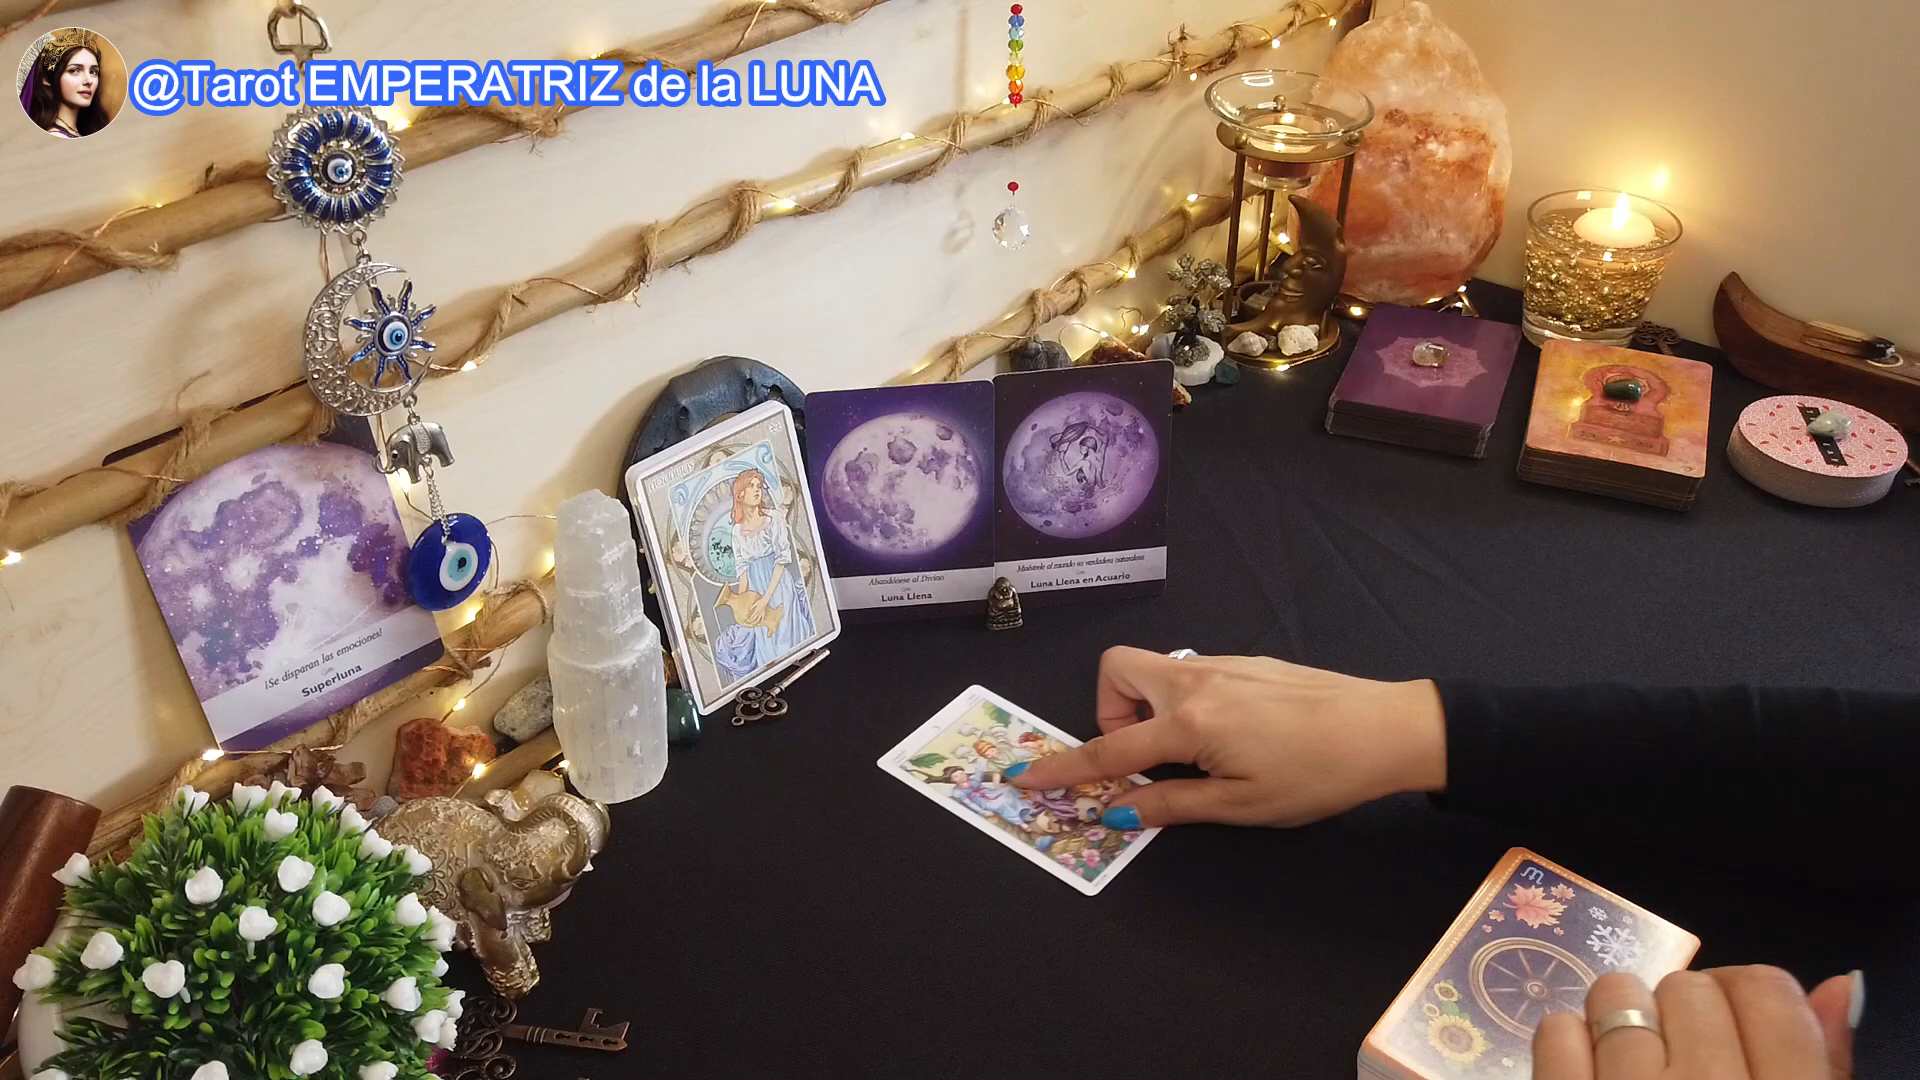 @Tarot EMPERATRIZ de la LUNA
¡Se disparan las emociones!
Superluna
Abandónese al Divino
Luna Llena
Muéstrele al mundo su verdadera naturaleza
Luna Llena en Acuario